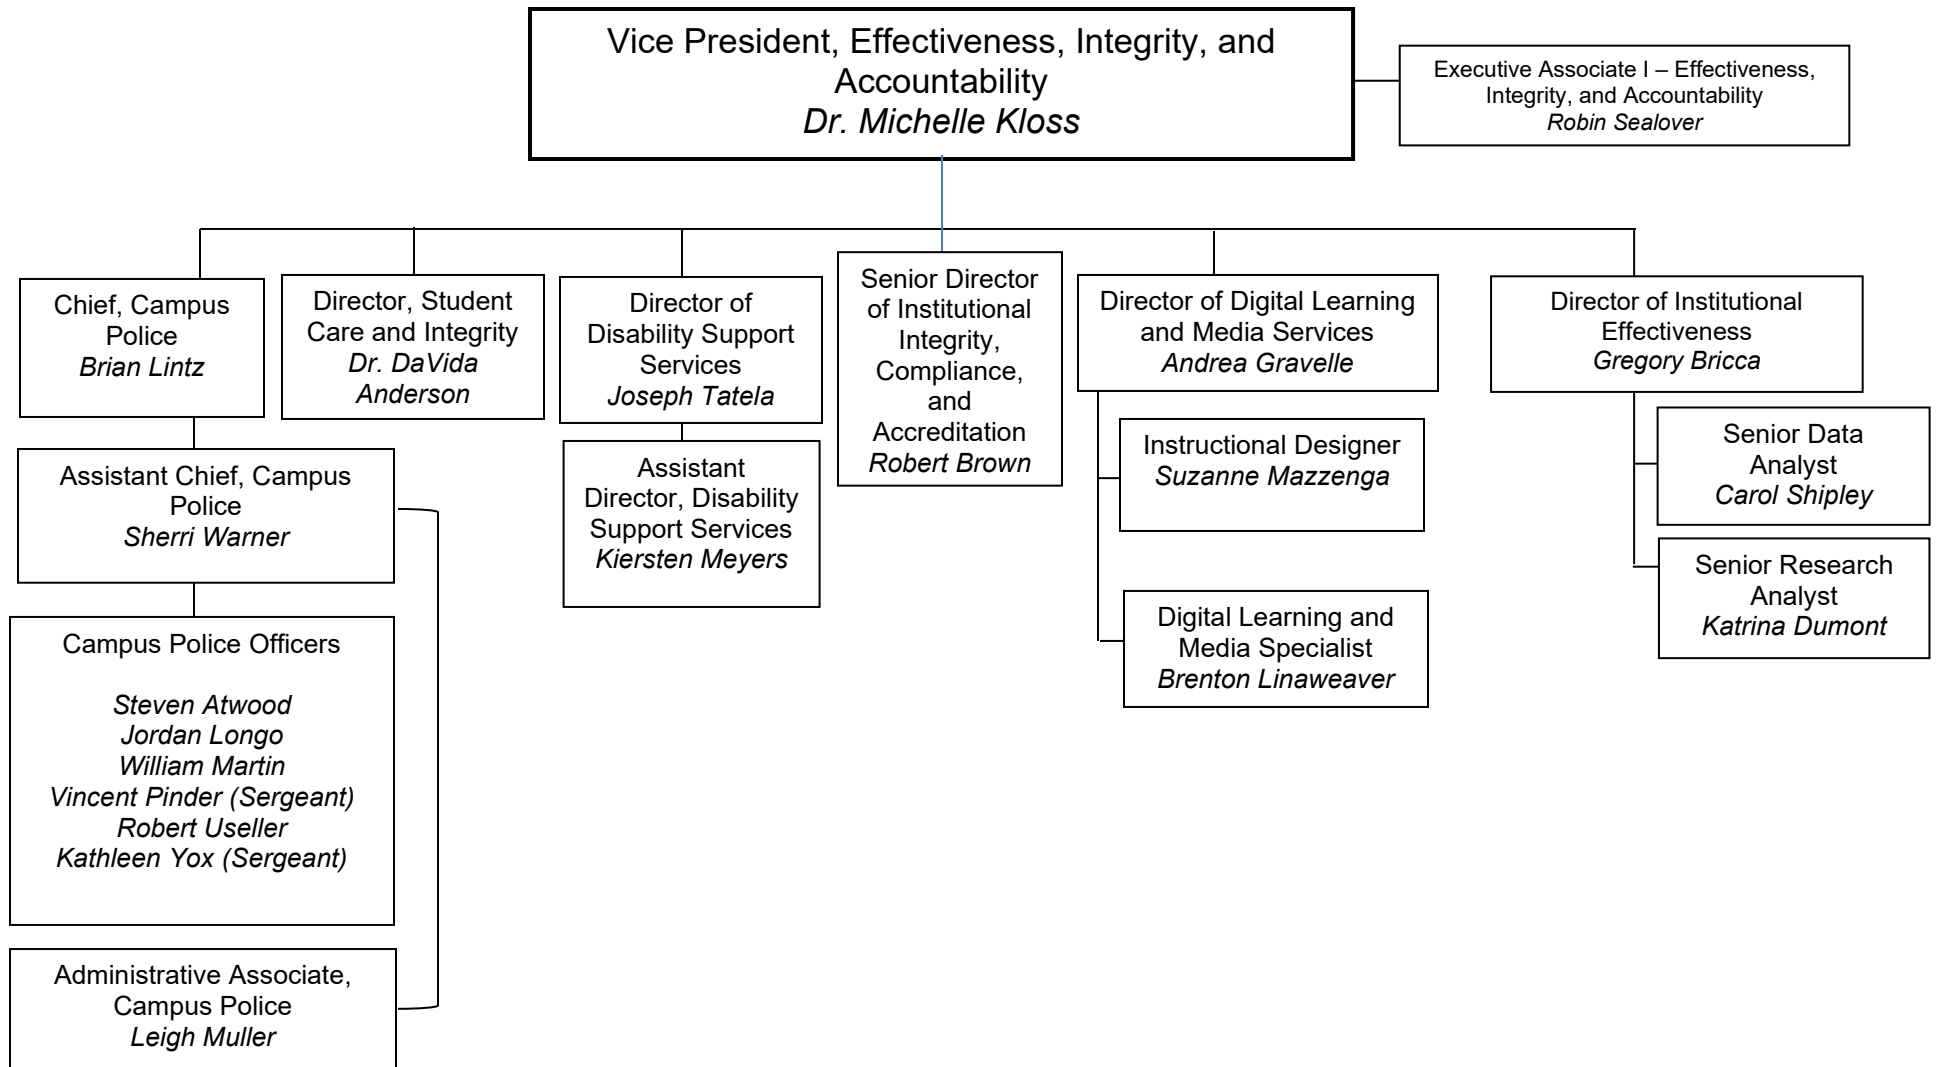 Vice President, Effectiveness, Integrity, and
Accountability
Dr. Michelle Kloss
Executive Associate I – Effectiveness,
Integrity, and Accountability
Robin Sealover
Chief, Campus
Police
Brian Lintz
Director, Student
Care and Integrity
Dr. DaVida
Anderson
Director of
Disability Support
Services
Joseph Tatela
Senior Director
of Institutional
Integrity,
Compliance,
and
Accreditation
Robert Brown
Director of Digital Learning
and Media Services
Andrea Gravelle
Director of Institutional
Effectiveness
Gregory Bricca
Assistant Chief, Campus
Police
Sherri Warner
Assistant
Director, Disability
Support Services
Kiersten Meyers
Instructional Designer
Suzanne Mazzenga
Senior Data
Analyst
Carol Shipley
Digital Learning and
Media Specialist
Brenton Linaweaver
Senior Research
Analyst
Katrina Dumont
Campus Police Officers
Steven Atwood
Jordan Longo
William Martin
Vincent Pinder (Sergeant)
Robert Useller
Kathleen Yox (Sergeant)
Administrative Associate,
Campus Police
Leigh Muller